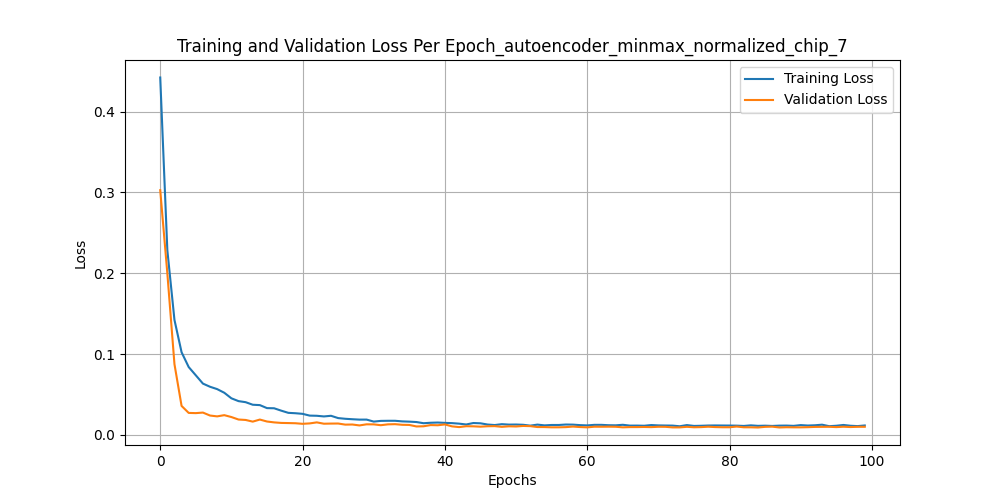 Training and Validation Loss Per Epoch_autoencoder_minmax_normalized_chip_7
Training Loss
Validation Loss
0.4
0.3
0.2
0.1
0.0
Loss
0 20 40 60 80 100
Epochs